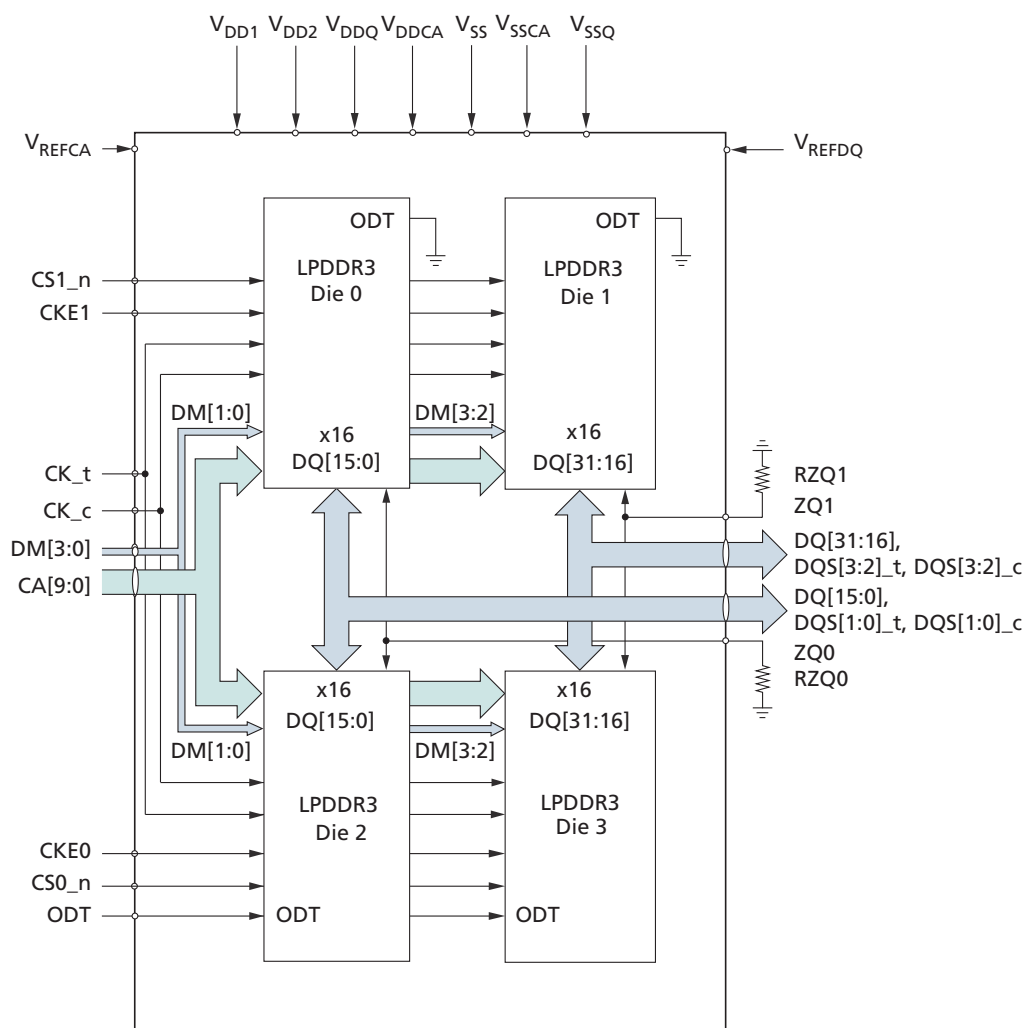 VDD1 VDD2 VDDQ VDDCA VSS VSSCA VSSQ
VREFCA
VREFDQ
ODT
ODT
LPDDR3
Die 0
LPDDR3
Die 1
CS1_n
CKE1
DM[1:0]
DM[3:2]
x16
DQ[15:0]
x16
DQ[31:16]
CK_t
CK_c
DM[3:0]
CA[9:0]
RZQ1
ZQ1
DQ[31:16],
DQS[3:2]_t, DQS[3:2]_c
DQ[15:0],
DQS[1:0]_t, DQS[1:0]_c
ZQ0
RZQ0
x16
DQ[15:0]
x16
DQ[31:16]
DM[1:0]
DM[3:2]
LPDDR3
Die 2
LPDDR3
Die 3
CKE0
CS0_n
ODT
ODT
ODT